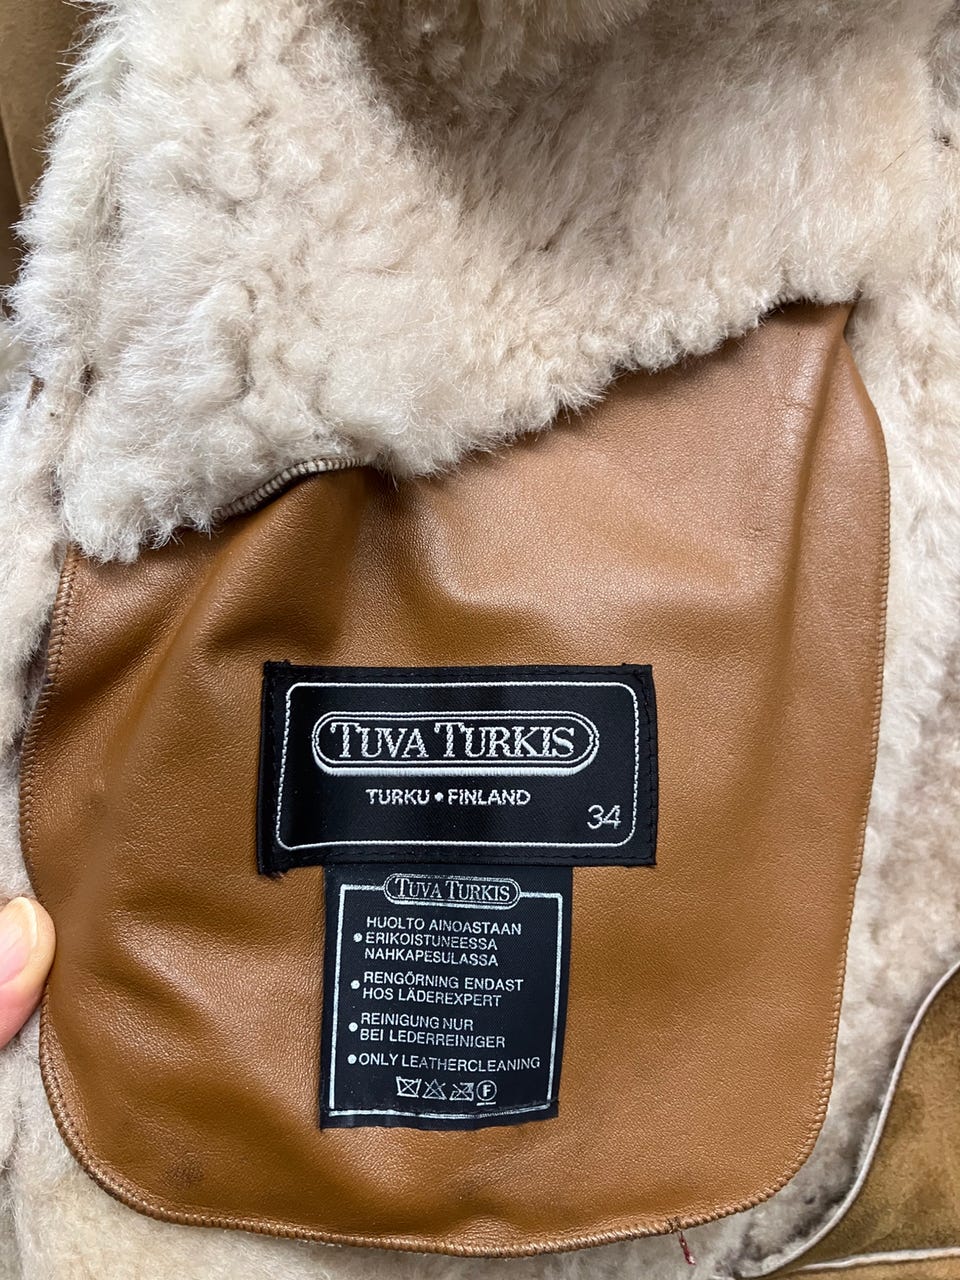 TUVA TURKIS
TURKU • FINLAND
34
TUVA TURKIS
HUOLTO AINOASTAAN
• ERIKOISTUNEESSA
NAHKAPESULASSA
• RENGÖRNING ENDAST
HOS LÄDEREXPERT
• REINIGUNG NUR
BEI LEDERREINIGER
• ONLY LEATHERCLEANING
F